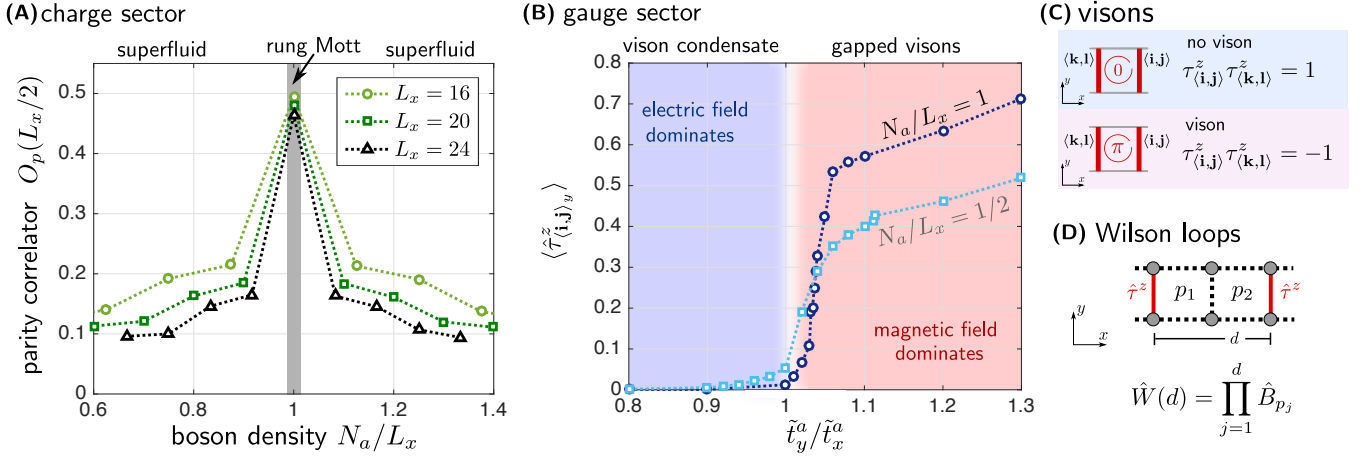 (A) charge sector
superfluid
rung Mott
superfluid
parity correlator O_p(L_x/2)
0.5
0.4
0.3
0.2
0.1
0
L_x = 16
L_x = 20
L_x = 24
0.6 0.8 1 1.2 1.4
boson density N_a/L_x
(B) gauge sector
vison condensate
gapped visons
⟨τ̂^z_{⟨i,j⟩_y}⟩
0.8
0.7
0.6
0.5
0.4
0.3
0.2
0.1
0
electric field
dominates
N_a/L_x = 1
N_a/L_x = 1/2
magnetic field
dominates
0.8 0.9 1 1.1 1.2 1.3
t̃^a_y/t̃^a_x
(C) visons
⟨k,l⟩ 0 ⟨i,j⟩
y
x
no vison
τ^z_{⟨i,j⟩} τ^z_{⟨k,l⟩} = 1
⟨k,l⟩ π ⟨i,j⟩
y
x
vison
τ^z_{⟨i,j⟩} τ^z_{⟨k,l⟩} = −1
(D) Wilson loops
τ̂^z p_1 p_2 τ̂^z
y
x
d
Ŵ(d) = ∏_{j=1}^{d} B̂_{p_j}